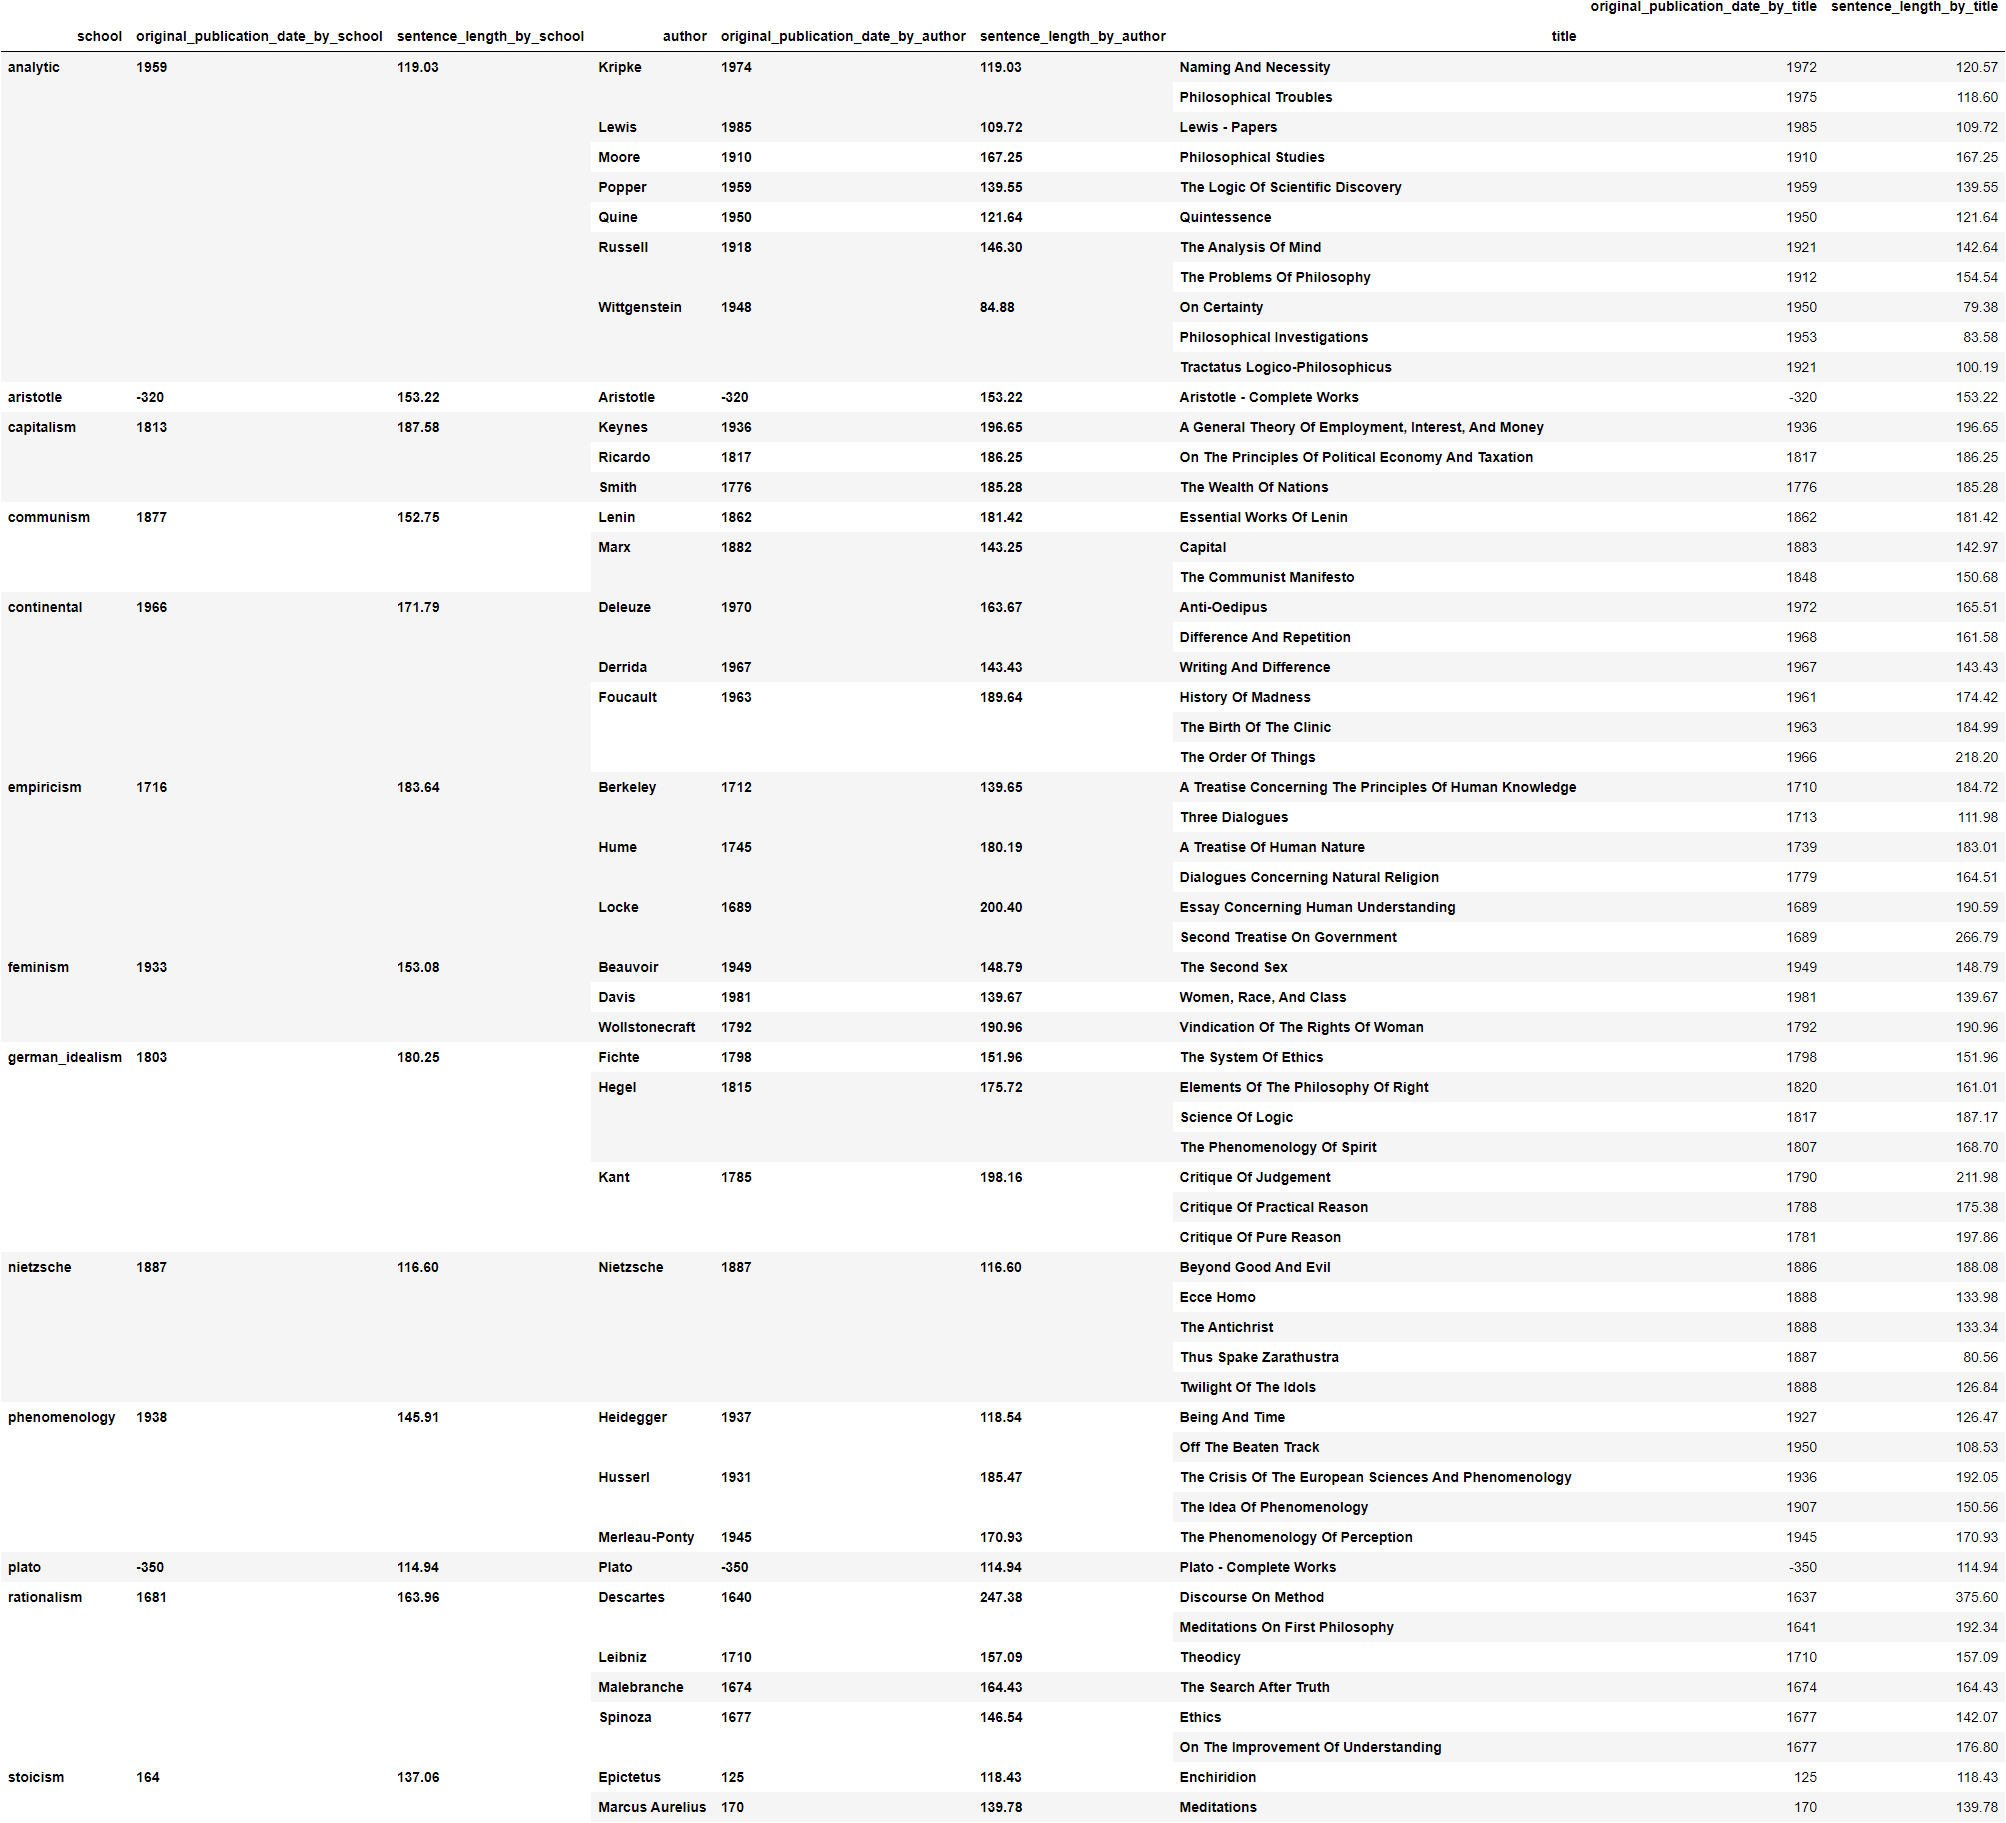 original_publication_date_by_title sentence_length_by_title
school original_publication_date_by_school sentence_length_by_school author original_publication_date_by_author sentence_length_by_author title
analytic 1959 119.03 Kripke 1974 119.03 Naming And Necessity 1972 120.57
Philosophical Troubles 1975 118.60
Lewis 1985 109.72 Lewis - Papers 1985 109.72
Moore 1910 167.25 Philosophical Studies 1910 167.25
Popper 1959 139.55 The Logic Of Scientific Discovery 1959 139.55
Quine 1950 121.64 Quintessence 1950 121.64
Russell 1918 146.30 The Analysis Of Mind 1921 142.64
The Problems Of Philosophy 1912 154.54
Wittgenstein 1948 84.88 On Certainty 1950 79.38
Philosophical Investigations 1953 83.58
Tractatus Logico-Philosophicus 1921 100.19
aristotle -320 153.22 Aristotle -320 153.22 Aristotle - Complete Works -320 153.22
capitalism 1813 187.58 Keynes 1936 196.65 A General Theory Of Employment, Interest, And Money 1936 196.65
Ricardo 1817 186.25 On The Principles Of Political Economy And Taxation 1817 186.25
Smith 1776 185.28 The Wealth Of Nations 1776 185.28
communism 1877 152.75 Lenin 1862 181.42 Essential Works Of Lenin 1862 181.42
Marx 1882 143.25 Capital 1883 142.97
The Communist Manifesto 1848 150.68
continental 1966 171.79 Deleuze 1970 163.67 Anti-Oedipus 1972 165.51
Difference And Repetition 1968 161.58
Derrida 1967 143.43 Writing And Difference 1967 143.43
Foucault 1963 189.64 History Of Madness 1961 174.42
The Birth Of The Clinic 1963 184.99
The Order Of Things 1966 218.20
empiricism 1716 183.64 Berkeley 1712 139.65 A Treatise Concerning The Principles Of Human Knowledge 1710 184.72
Three Dialogues 1713 111.98
Hume 1745 180.19 A Treatise Of Human Nature 1739 183.01
Dialogues Concerning Natural Religion 1779 164.51
Locke 1689 200.40 Essay Concerning Human Understanding 1689 190.59
Second Treatise On Government 1689 266.79
feminism 1933 153.08 Beauvoir 1949 148.79 The Second Sex 1949 148.79
Davis 1981 139.67 Women, Race, And Class 1981 139.67
Wollstonecraft 1792 190.96 Vindication Of The Rights Of Woman 1792 190.96
german_idealism 1803 180.25 Fichte 1798 151.96 The System Of Ethics 1798 151.96
Hegel 1815 175.72 Elements Of The Philosophy Of Right 1820 161.01
Science Of Logic 1817 187.17
The Phenomenology Of Spirit 1807 168.70
Kant 1785 198.16 Critique Of Judgement 1790 211.98
Critique Of Practical Reason 1788 175.38
Critique Of Pure Reason 1781 197.86
nietzsche 1887 116.60 Nietzsche 1887 116.60 Beyond Good And Evil 1886 188.08
Ecce Homo 1888 133.98
The Antichrist 1888 133.34
Thus Spake Zarathustra 1887 80.56
Twilight Of The Idols 1888 126.84
phenomenology 1938 145.91 Heidegger 1937 118.54 Being And Time 1927 126.47
Off The Beaten Track 1950 108.53
Husserl 1931 185.47 The Crisis Of The European Sciences And Phenomenology 1936 192.05
The Idea Of Phenomenology 1907 150.56
Merleau-Ponty 1945 170.93 The Phenomenology Of Perception 1945 170.93
plato -350 114.94 Plato -350 114.94 Plato - Complete Works -350 114.94
rationalism 1681 163.96 Descartes 1640 247.38 Discourse On Method 1637 375.60
Meditations On First Philosophy 1641 192.34
Leibniz 1710 157.09 Theodicy 1710 157.09
Malebranche 1674 164.43 The Search After Truth 1674 164.43
Spinoza 1677 146.54 Ethics 1677 142.07
On The Improvement Of Understanding 1677 176.80
stoicism 164 137.06 Epictetus 125 118.43 Enchiridion 125 118.43
Marcus Aurelius 170 139.78 Meditations 170 139.78